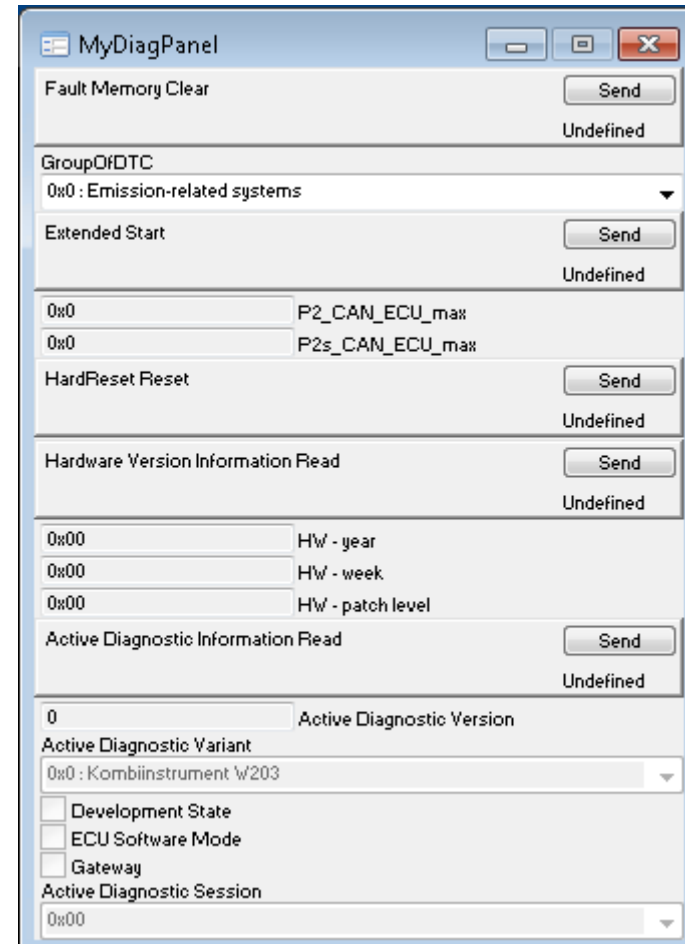 MyDiagPanel
Fault Memory Clear Send
Undefined
GroupOfDTC
0x0 : Emission-related systems
Extended Start Send
Undefined
0x0 P2_CAN_ECU_max
0x0 P2s_CAN_ECU_max
HardReset Reset Send
Undefined
Hardware Version Information Read Send
Undefined
0x00 HW - year
0x00 HW - week
0x00 HW - patch level
Active Diagnostic Information Read Send
Undefined
0 Active Diagnostic Version
Active Diagnostic Variant
0x0 : Kombiinstrument W203
Development State
ECU Software Mode
Gateway
Active Diagnostic Session
0x00